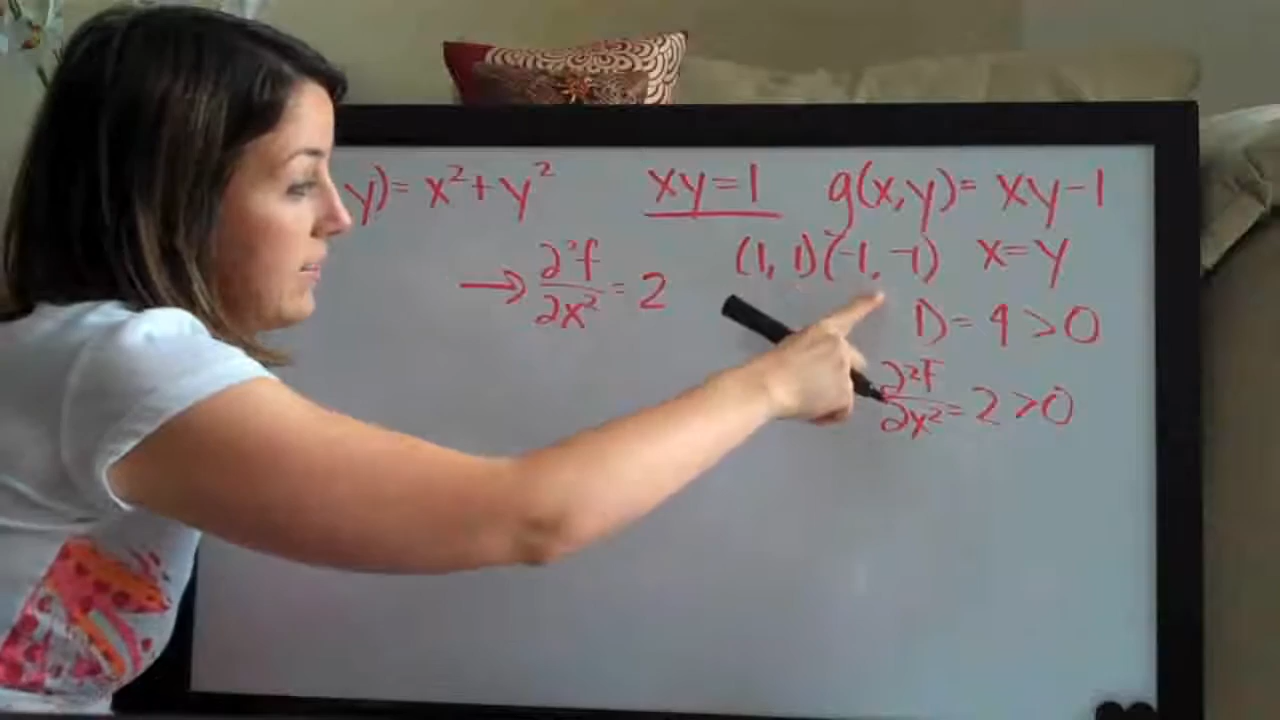 y) = x² + y²
xy = 1
g(x,y) = xy - 1
(1, 1)(-1, -1) x = y
→ ∂²f/∂x² = 2
D = 4 > 0
∂²f/∂x² = 2 > 0